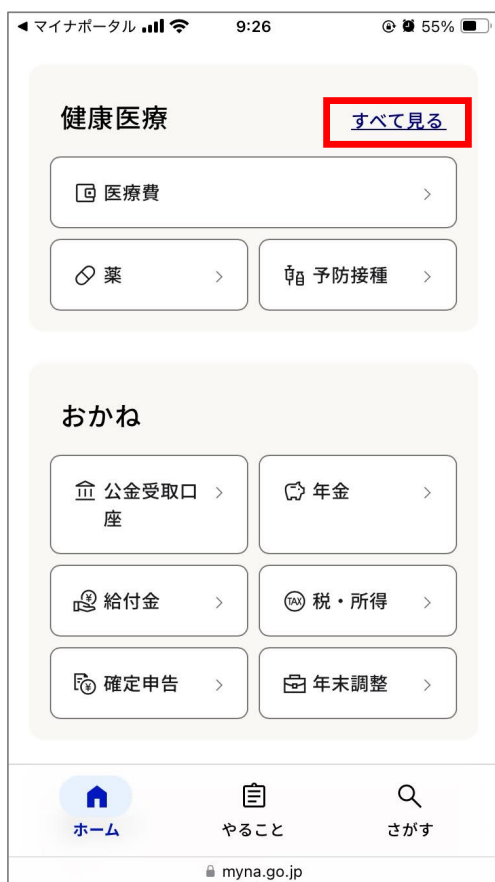 ◀マイナポータル 9:26 55%
健康医療 すべて見る
医療費
薬 予防接種
おかね
公金受取口座 年金
給付金 TAX 税・所得
確定申告 年末調整
ホーム やること さがす
myna.go.jp